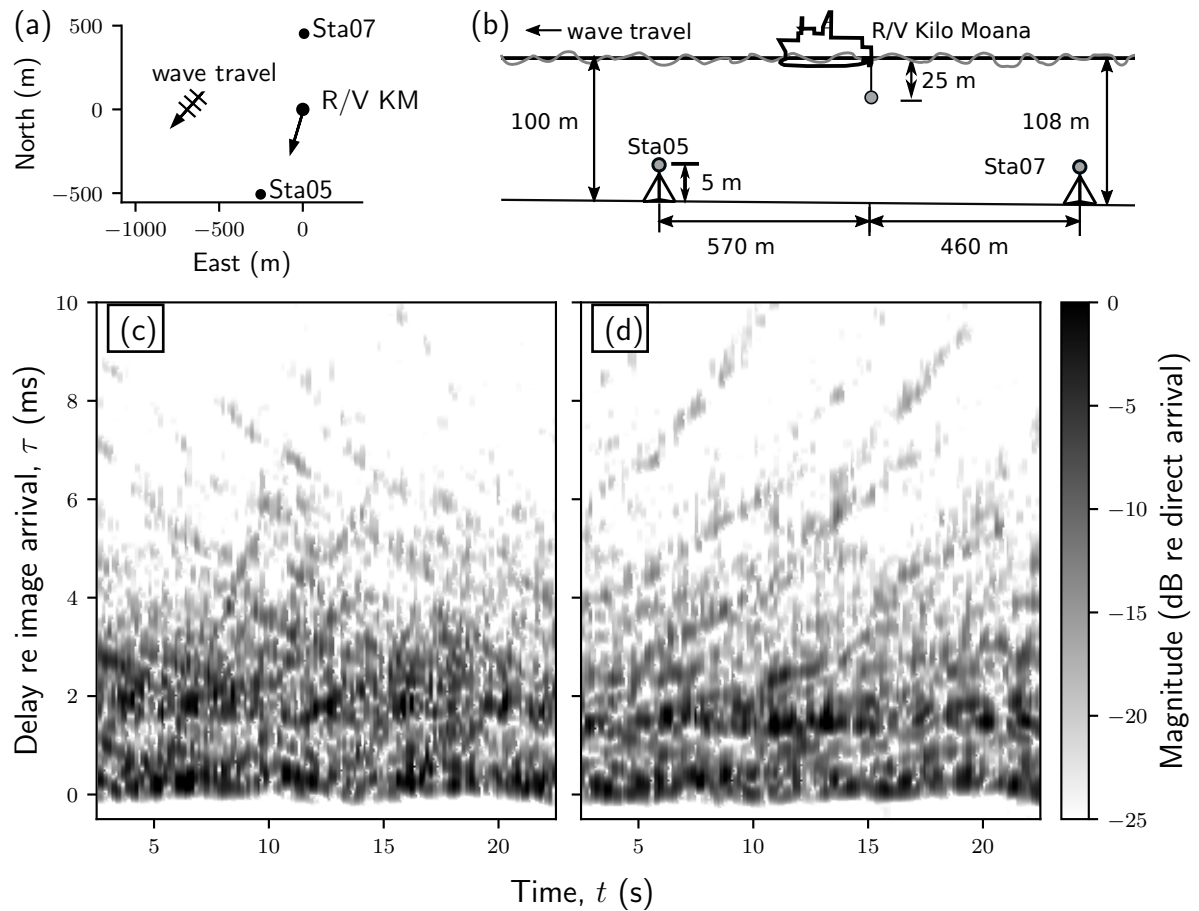 (a)
500
0
−500
North (m)
Sta07
wave travel
R/V KM
Sta05
−1000
−500
0
East (m)
(b)
wave travel
R/V Kilo Moana
25 m
100 m
108 m
Sta05
Sta07
5 m
570 m
460 m
(c)
(d)
10
8
6
4
2
0
Delay re image arrival, τ (ms)
5
10
15
20
5
10
15
20
Time, t (s)
0
−5
−10
−15
−20
−25
Magnitude (dB re direct arrival)